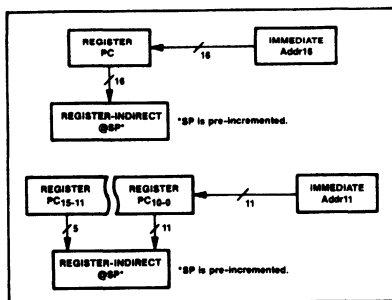 REGISTER
PC
16
IMMEDIATE
Addr16
16
REGISTER-INDIRECT
@SP*
*SP is pre-incremented.
REGISTER
PC15-11
REGISTER
PC10-0
11
IMMEDIATE
Addr11
5
11
REGISTER-INDIRECT
@SP*
*SP is pre-incremented.